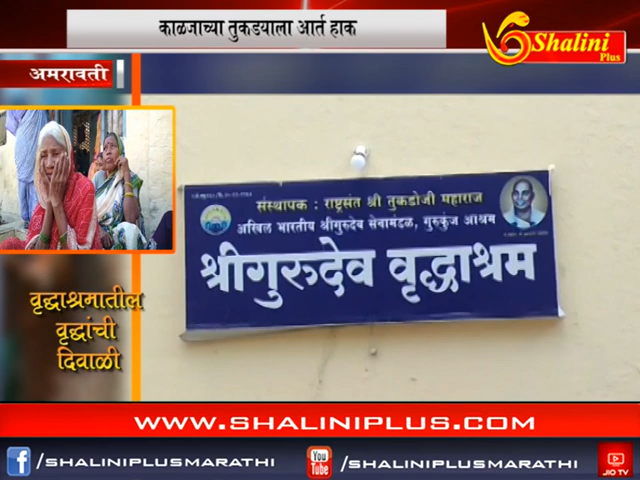 काळजाच्या तुकडयाला आर्त हाक
Shalini
Plus
अमरावती
संस्थापक : राष्ट्रसंत श्री तुकडोजी महाराज
अखिल भारतीय श्रीगुरुदेव सेवामंडळ, गुरुकुंज आश्रम
श्रीगुरुदेव वृद्धाश्रम
वृद्धाश्रमातील
वृद्धांची
दिवाळी
WWW.SHALINIPLUS.COM
/SHALINIPLUSMARATHI
You
Tube
/SHALINIPLUSMARATHI
JIO TV